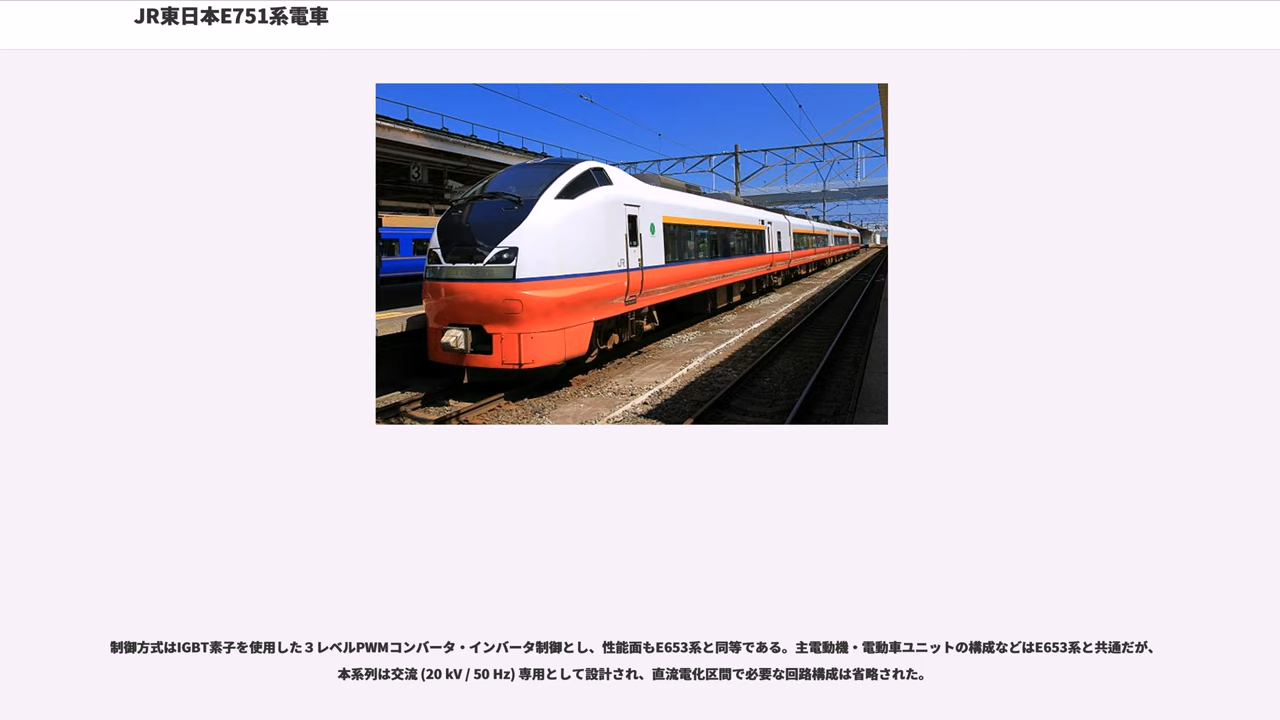 JR東日本E751系電車
3
JR
制御方式はIGBT素子を使用した３レベルPWMコンバータ・インバータ制御とし、性能面もE653系と同等である。主電動機・電動車ユニットの構成などはE653系と共通だが、
本系列は交流 (20 kV / 50 Hz) 専用として設計され、直流電化区間で必要な回路構成は省略された。